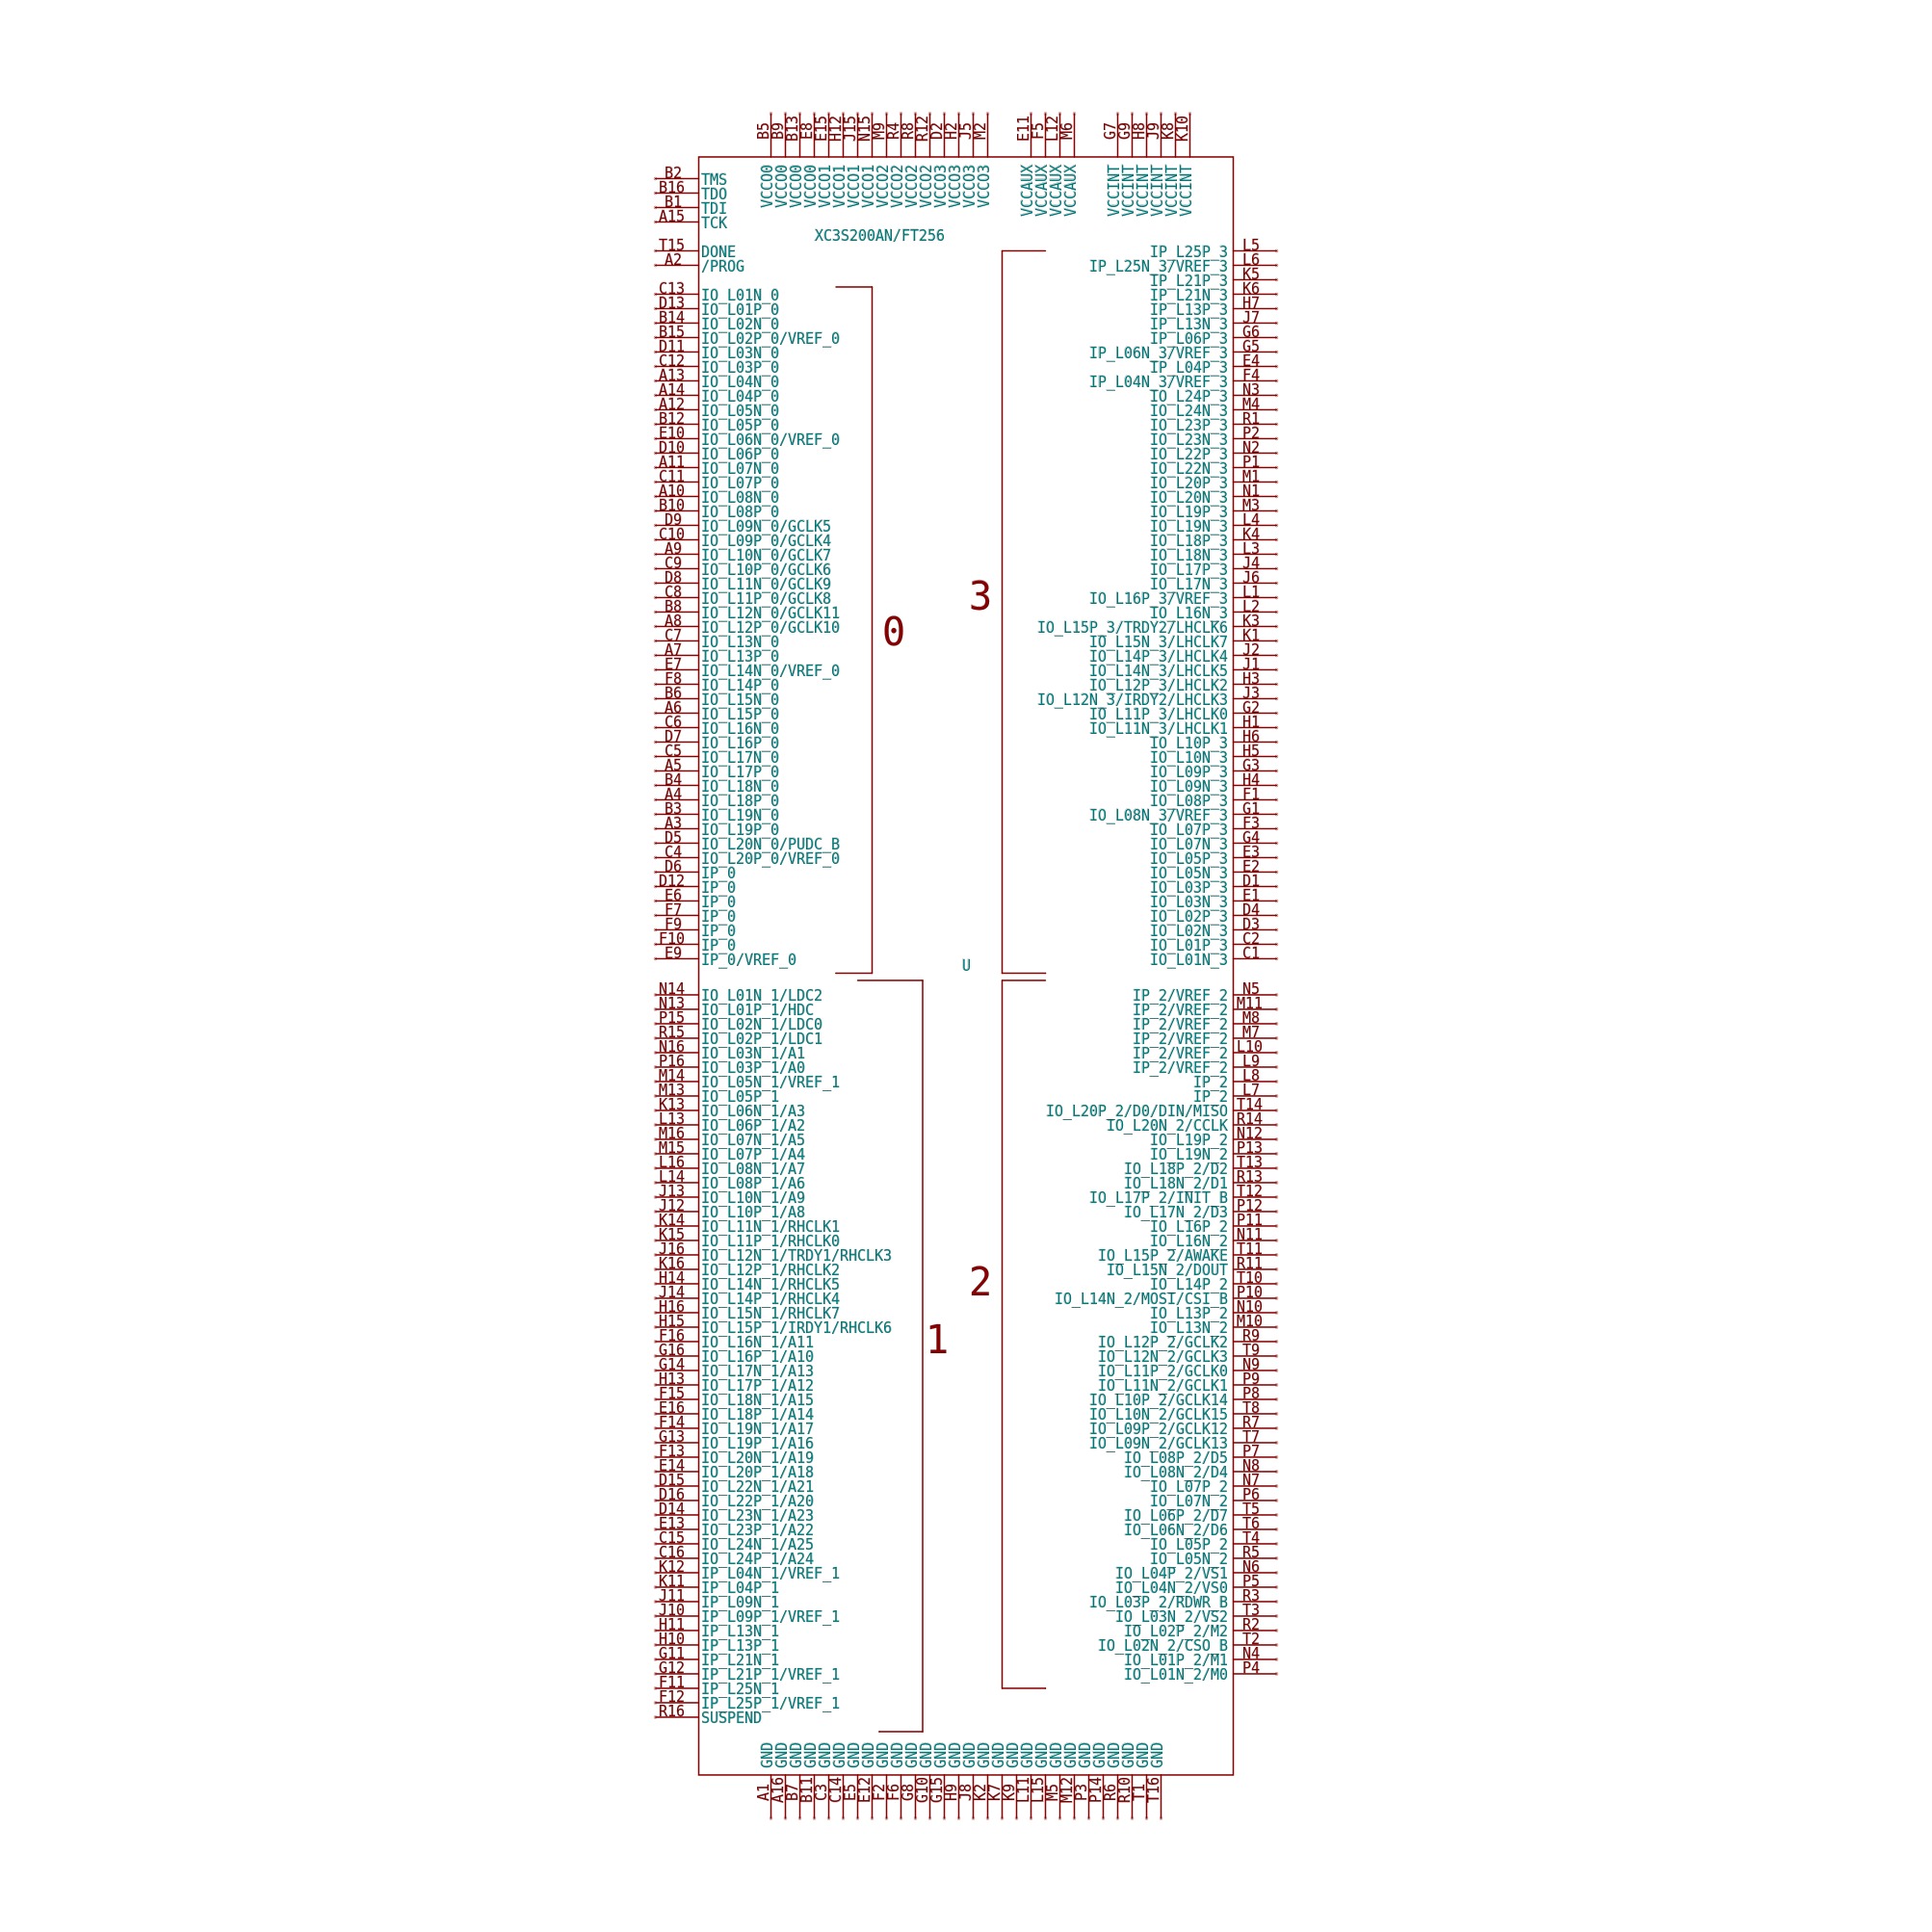 B5 B9 B13 E8 E15 H12 J15 N15 M9 R4 R8 R12 D2 H2 J5 M2 E11 F5 L12 M6 G7 G9 H8 J9 K8 K10
VCCO0 VCCO0 VCCO0 VCCO0 VCCO1 VCCO1 VCCO1 VCCO1 VCCO2 VCCO2 VCCO2 VCCO2 VCCO3 VCCO3 VCCO3 VCCO3 VCCAUX VCCAUX VCCAUX VCCAUX VCCINT VCCINT VCCINT VCCINT VCCINT VCCINT
B2 TMS
B16 TDO
B1 TDI
A15 TCK
XC3S200AN/FT256
T15 DONE
A2 /PROG
C13 IO_L01N_0
D13 IO_L01P_0
B14 IO_L02N_0
B15 IO_L02P_0/VREF_0
D11 IO_L03N_0
C12 IO_L03P_0
A13 IO_L04N_0
A14 IO_L04P_0
A12 IO_L05N_0
B12 IO_L05P_0
E10 IO_L06N_0/VREF_0
D10 IO_L06P_0
A11 IO_L07N_0
C11 IO_L07P_0
A10 IO_L08N_0
B10 IO_L08P_0
D9 IO_L09N_0/GCLK5
C10 IO_L09P_0/GCLK4
A9 IO_L10N_0/GCLK7
C9 IO_L10P_0/GCLK6
D8 IO_L11N_0/GCLK9
C8 IO_L11P_0/GCLK8
B8 IO_L12N_0/GCLK11
A8 IO_L12P_0/GCLK10
C7 IO_L13N_0
A7 IO_L13P_0
E7 IO_L14N_0/VREF_0
F8 IO_L14P_0
B6 IO_L15N_0
A6 IO_L15P_0
C6 IO_L16N_0
D7 IO_L16P_0
C5 IO_L17N_0
A5 IO_L17P_0
B4 IO_L18N_0
A4 IO_L18P_0
B3 IO_L19N_0
A3 IO_L19P_0
D5 IO_L20N_0/PUDC_B
C4 IO_L20P_0/VREF_0
D6 IP_0
D12 IP_0
E6 IP_0
F7 IP_0
F9 IP_0
F10 IP_0
E9 IP_0/VREF_0
0
3
IP_L25P_3 L5
IP_L25N_3/VREF_3 L6
IP_L21P_3 K5
IP_L21N_3 K6
IP_L13P_3 H7
IP_L13N_3 J7
IP_L06P_3 G6
IP_L06N_3/VREF_3 G5
IP_L04P_3 E4
IP_L04N_3/VREF_3 F4
IO_L24P_3 N3
IO_L24N_3 M4
IO_L23P_3 R1
IO_L23N_3 P2
IO_L22P_3 N2
IO_L22N_3 P1
IO_L20P_3 M1
IO_L20N_3 N1
IO_L19P_3 M3
IO_L19N_3 L4
IO_L18P_3 K4
IO_L18N_3 L3
IO_L17P_3 J4
IO_L17N_3 J6
IO_L16P_3/VREF_3 L1
IO_L16N_3 L2
IO_L15P_3/TRDY2/LHCLK6 K3
IO_L15N_3/LHCLK7 K1
IO_L14P_3/LHCLK4 J2
IO_L14N_3/LHCLK5 J1
IO_L12P_3/LHCLK2 H3
IO_L12N_3/IRDY2/LHCLK3 J3
IO_L11P_3/LHCLK0 G2
IO_L11N_3/LHCLK1 H1
IO_L10P_3 H6
IO_L10N_3 H5
IO_L09P_3 G3
IO_L09N_3 H4
IO_L08P_3 F1
IO_L08N_3/VREF_3 G1
IO_L07P_3 F3
IO_L07N_3 G4
IO_L05P_3 E3
IO_L05N_3 E2
IO_L03P_3 D1
IO_L03N_3 E1
IO_L02P_3 D4
IO_L02N_3 D3
IO_L01P_3 C2
IO_L01N_3 C1
U
N14 IO_L01N_1/LDC2
N13 IO_L01P_1/HDC
P15 IO_L02N_1/LDC0
R15 IO_L02P_1/LDC1
N16 IO_L03N_1/A1
P16 IO_L03P_1/A0
M14 IO_L05N_1/VREF_1
M13 IO_L05P_1
K13 IO_L06N_1/A3
L13 IO_L06P_1/A2
M16 IO_L07N_1/A5
M15 IO_L07P_1/A4
L16 IO_L08N_1/A7
L14 IO_L08P_1/A6
J13 IO_L10N_1/A9
J12 IO_L10P_1/A8
K14 IO_L11N_1/RHCLK1
K15 IO_L11P_1/RHCLK0
J16 IO_L12N_1/TRDY1/RHCLK3
K16 IO_L12P_1/RHCLK2
H14 IO_L14N_1/RHCLK5
J14 IO_L14P_1/RHCLK4
H16 IO_L15N_1/RHCLK7
H15 IO_L15P_1/IRDY1/RHCLK6
F16 IO_L16N_1/A11
G16 IO_L16P_1/A10
G14 IO_L17N_1/A13
H13 IO_L17P_1/A12
F15 IO_L18N_1/A15
E16 IO_L18P_1/A14
F14 IO_L19N_1/A17
G13 IO_L19P_1/A16
F13 IO_L20N_1/A19
E14 IO_L20P_1/A18
D15 IO_L22N_1/A21
D16 IO_L22P_1/A20
D14 IO_L23N_1/A23
E13 IO_L23P_1/A22
C15 IO_L24N_1/A25
C16 IO_L24P_1/A24
K12 IP_L04N_1/VREF_1
K11 IP_L04P_1
J11 IP_L09N_1
J10 IP_L09P_1/VREF_1
H11 IP_L13N_1
H10 IP_L13P_1
G11 IP_L21N_1
G12 IP_L21P_1/VREF_1
F11 IP_L25N_1
F12 IP_L25P_1/VREF_1
R16 SUSPEND
1
2
IP_2/VREF_2 N5
IP_2/VREF_2 M11
IP_2/VREF_2 M8
IP_2/VREF_2 M7
IP_2/VREF_2 L10
IP_2/VREF_2 L9
IP_2 L8
IP_2 L7
IO_L20P_2/D0/DIN/MISO T14
IO_L20N_2/CCLK R14
IO_L19P_2 N12
IO_L19N_2 P13
IO_L18P_2/D2 T13
IO_L18N_2/D1 R13
IO_L17P_2/INIT_B T12
IO_L17N_2/D3 P12
IO_L16P_2 P11
IO_L16N_2 N11
IO_L15P_2/AWAKE T11
IO_L15N_2/DOUT R11
IO_L14P_2 T10
IO_L14N_2/MOSI/CSI_B P10
IO_L13P_2 N10
IO_L13N_2 M10
IO_L12P_2/GCLK2 R9
IO_L12N_2/GCLK3 T9
IO_L11P_2/GCLK0 N9
IO_L11N_2/GCLK1 P9
IO_L10P_2/GCLK14 P8
IO_L10N_2/GCLK15 T8
IO_L09P_2/GCLK12 R7
IO_L09N_2/GCLK13 T7
IO_L08P_2/D5 P7
IO_L08N_2/D4 N8
IO_L07P_2 N7
IO_L07N_2 P6
IO_L06P_2/D7 T5
IO_L06N_2/D6 T6
IO_L05P_2 T4
IO_L05N_2 R5
IO_L04P_2/VS1 N6
IO_L04N_2/VS0 P5
IO_L03P_2/RDWR_B R3
IO_L03N_2/VS2 T3
IO_L02P_2/M2 R2
IO_L02N_2/CSO_B T2
IO_L01P_2/M1 N4
IO_L01N_2/M0 P4
GND GND GND GND GND GND GND GND GND GND GND GND GND GND GND GND GND GND GND GND GND GND GND GND GND GND GND GND
A1 A16 B7 B11 C3 C14 E5 E12 F2 F6 G8 G10 G15 H9 J8 K2 K7 K9 L11 L15 M5 M12 P3 P14 R6 R10 T1 T16